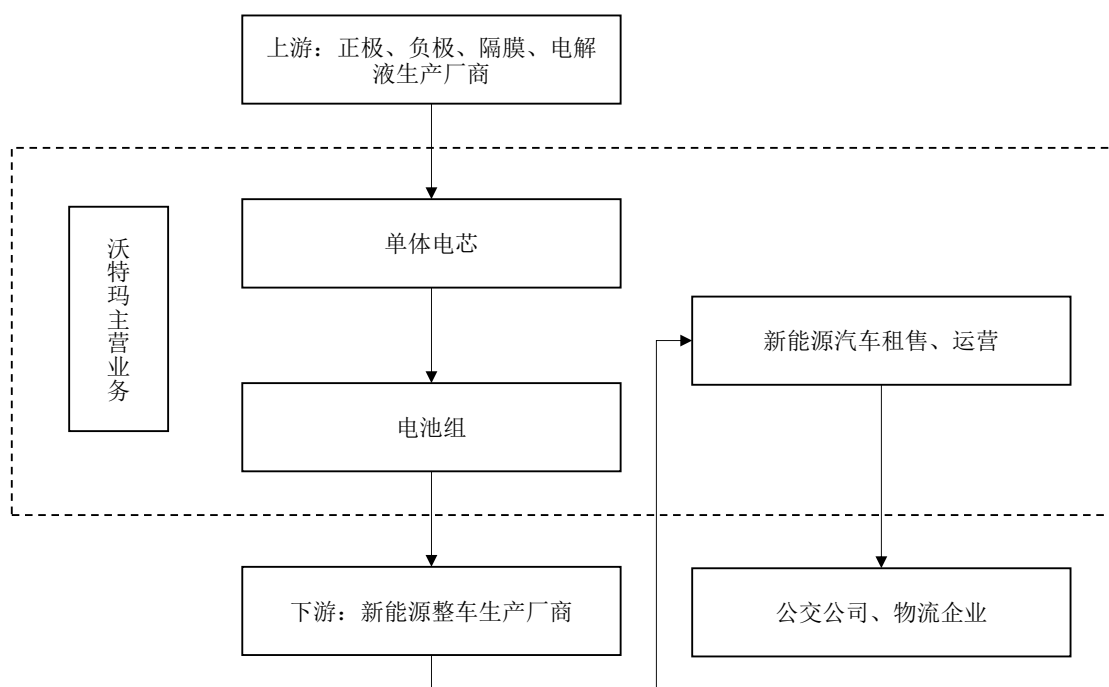 上游：正极、负极、隔膜、电解
液生产厂商
沃特玛主营业务
单体电芯
新能源汽车租售、运营
电池组
下游：新能源整车生产厂商
公交公司、物流企业